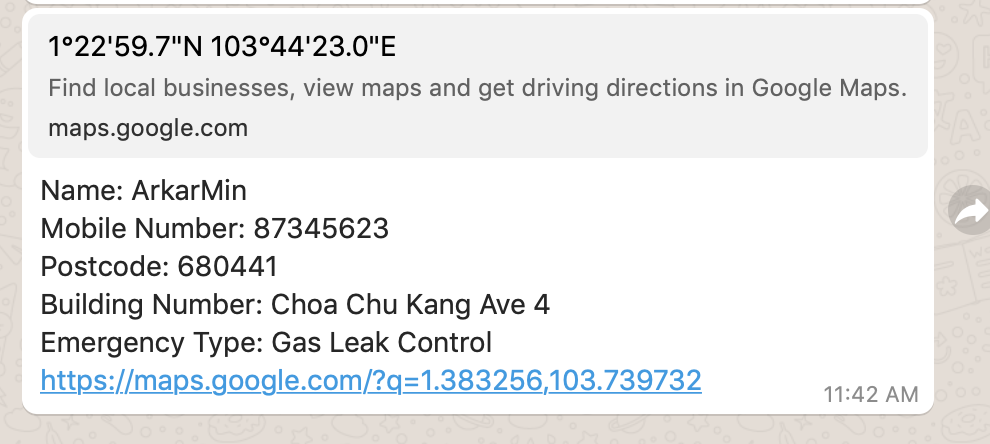 1°22'59.7"N 103°44'23.0"E
Find local businesses, view maps and get driving directions in Google Maps.
maps.google.com
Name: ArkarMin
Mobile Number: 87345623
Postcode: 680441
Building Number: Choa Chu Kang Ave 4
Emergency Type: Gas Leak Control
https://maps.google.com/?q=1.383256,103.739732
11:42 AM